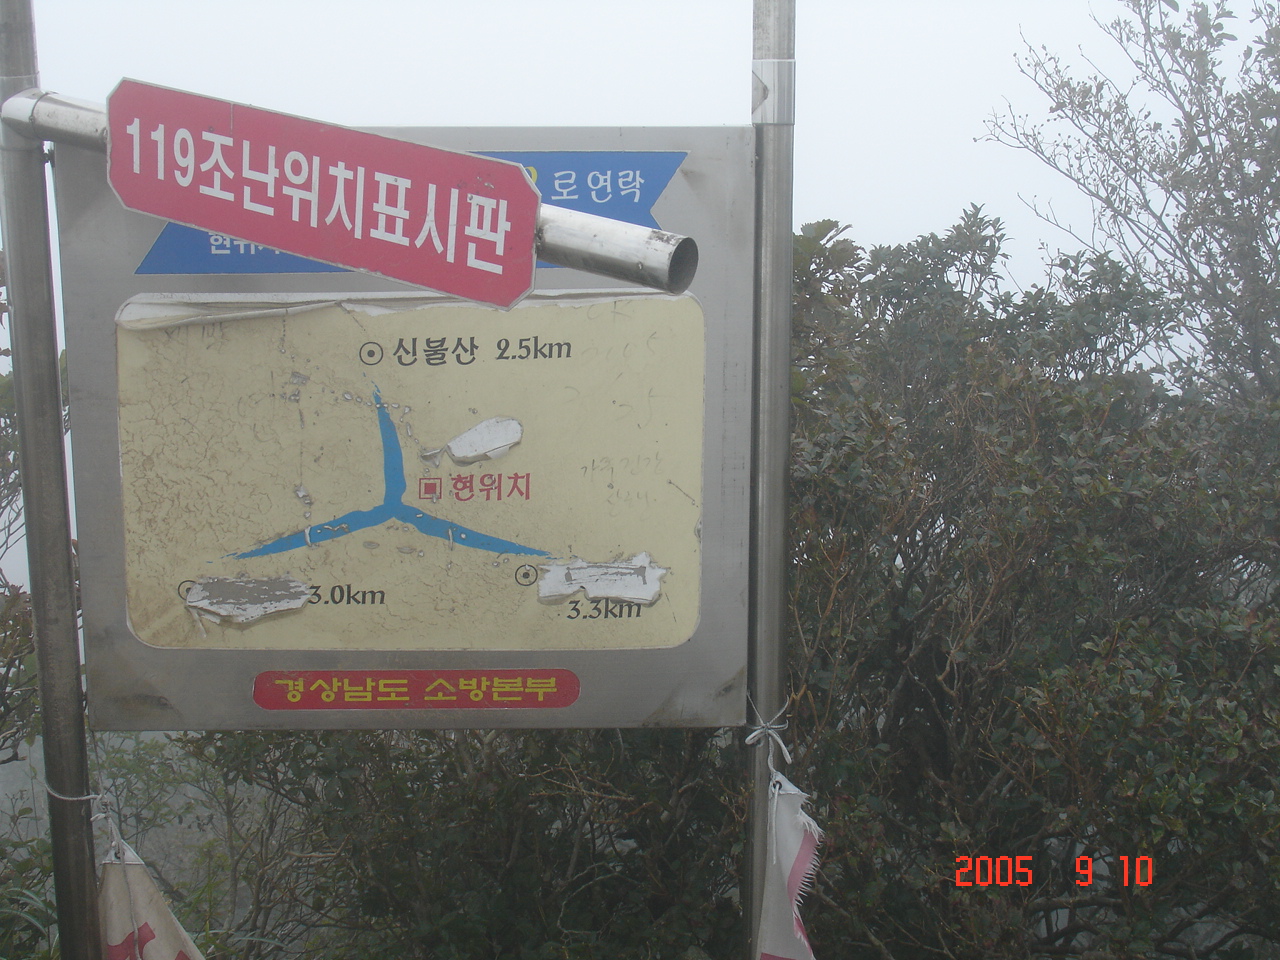 119조난위치표시판
로연락
신불산 2.5km
현위치
3.0km
3.3km
경상남도 소방본부
2005 9 10